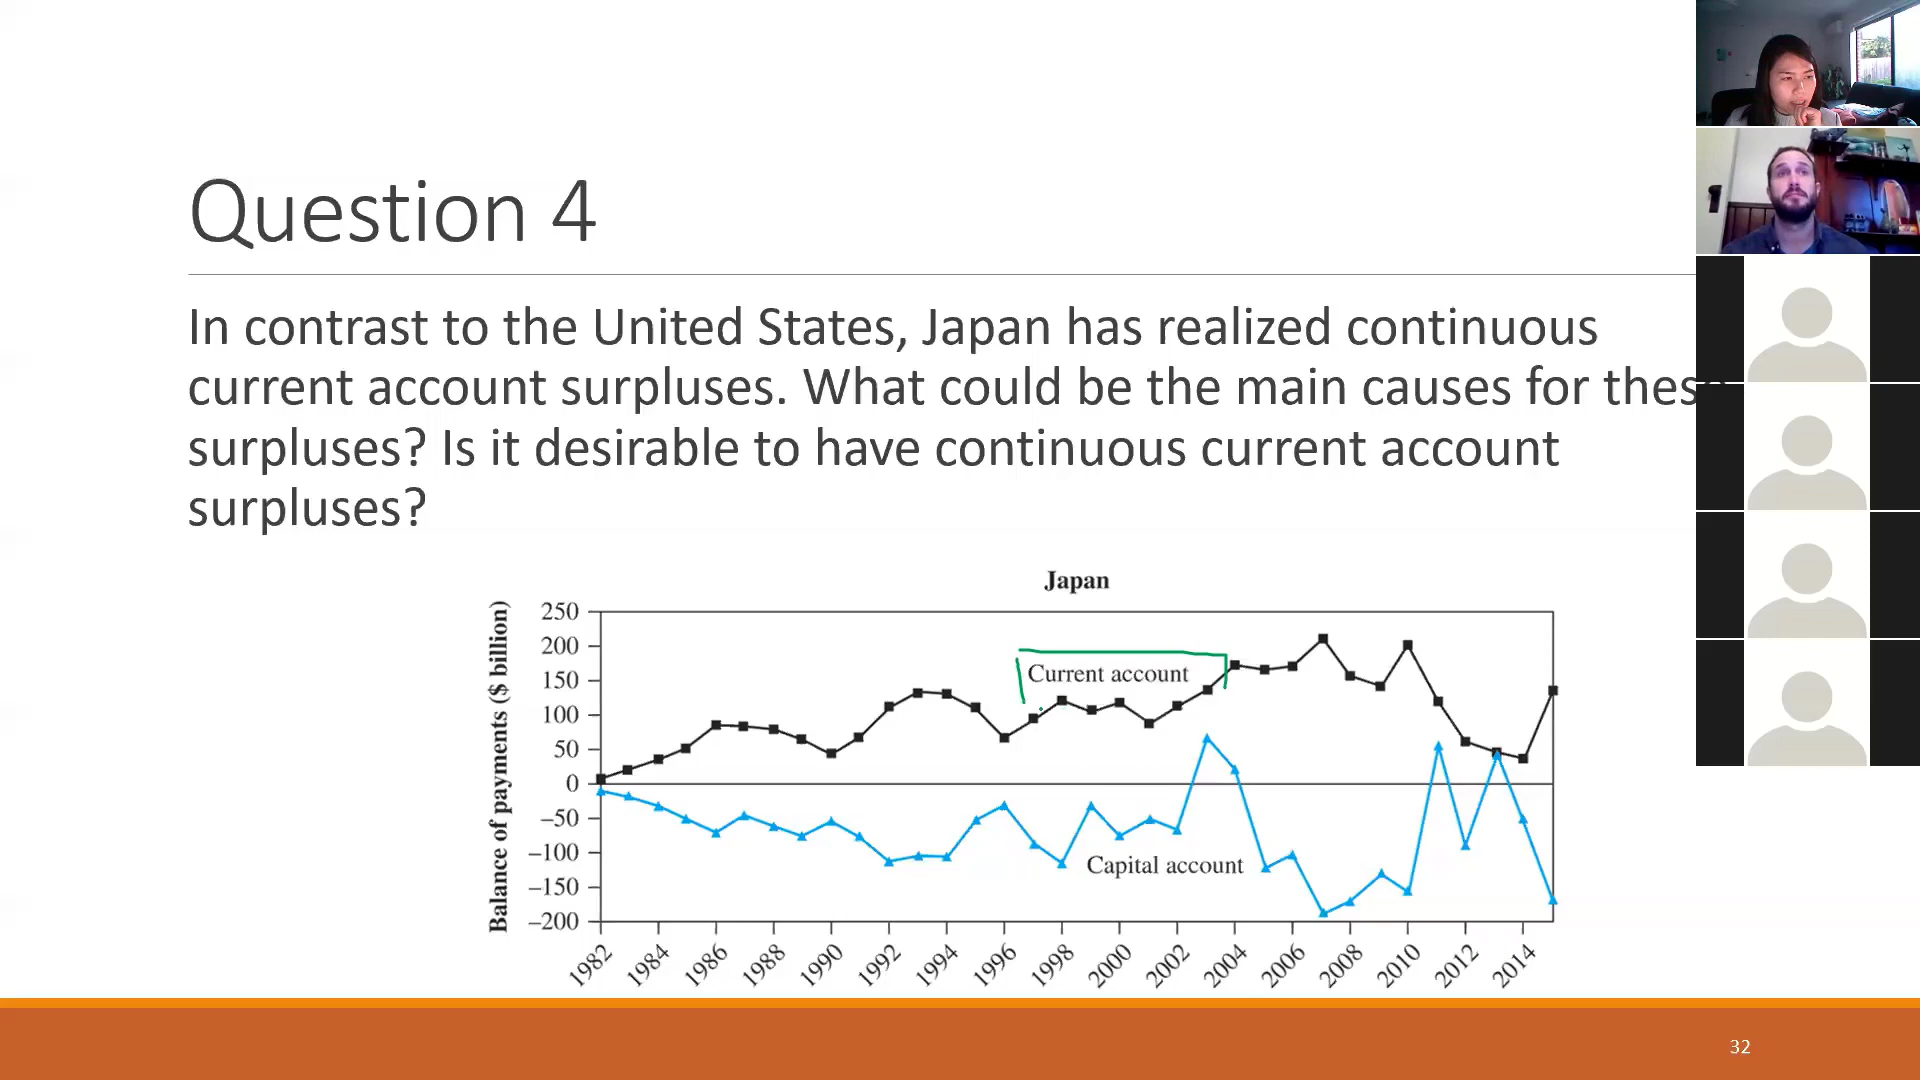 Question 4
In contrast to the United States, Japan has realized continuous
current account surpluses. What could be the main causes for these
surpluses? Is it desirable to have continuous current account
surpluses?
Japan
Balance of payments ($ billion)
250
200
150
100
50
0
–50
–100
–150
–200
Current account
Capital account
1982 1984 1986 1988 1990 1992 1994 1996 1998 2000 2002 2004 2006 2008 2010 2012 2014
32